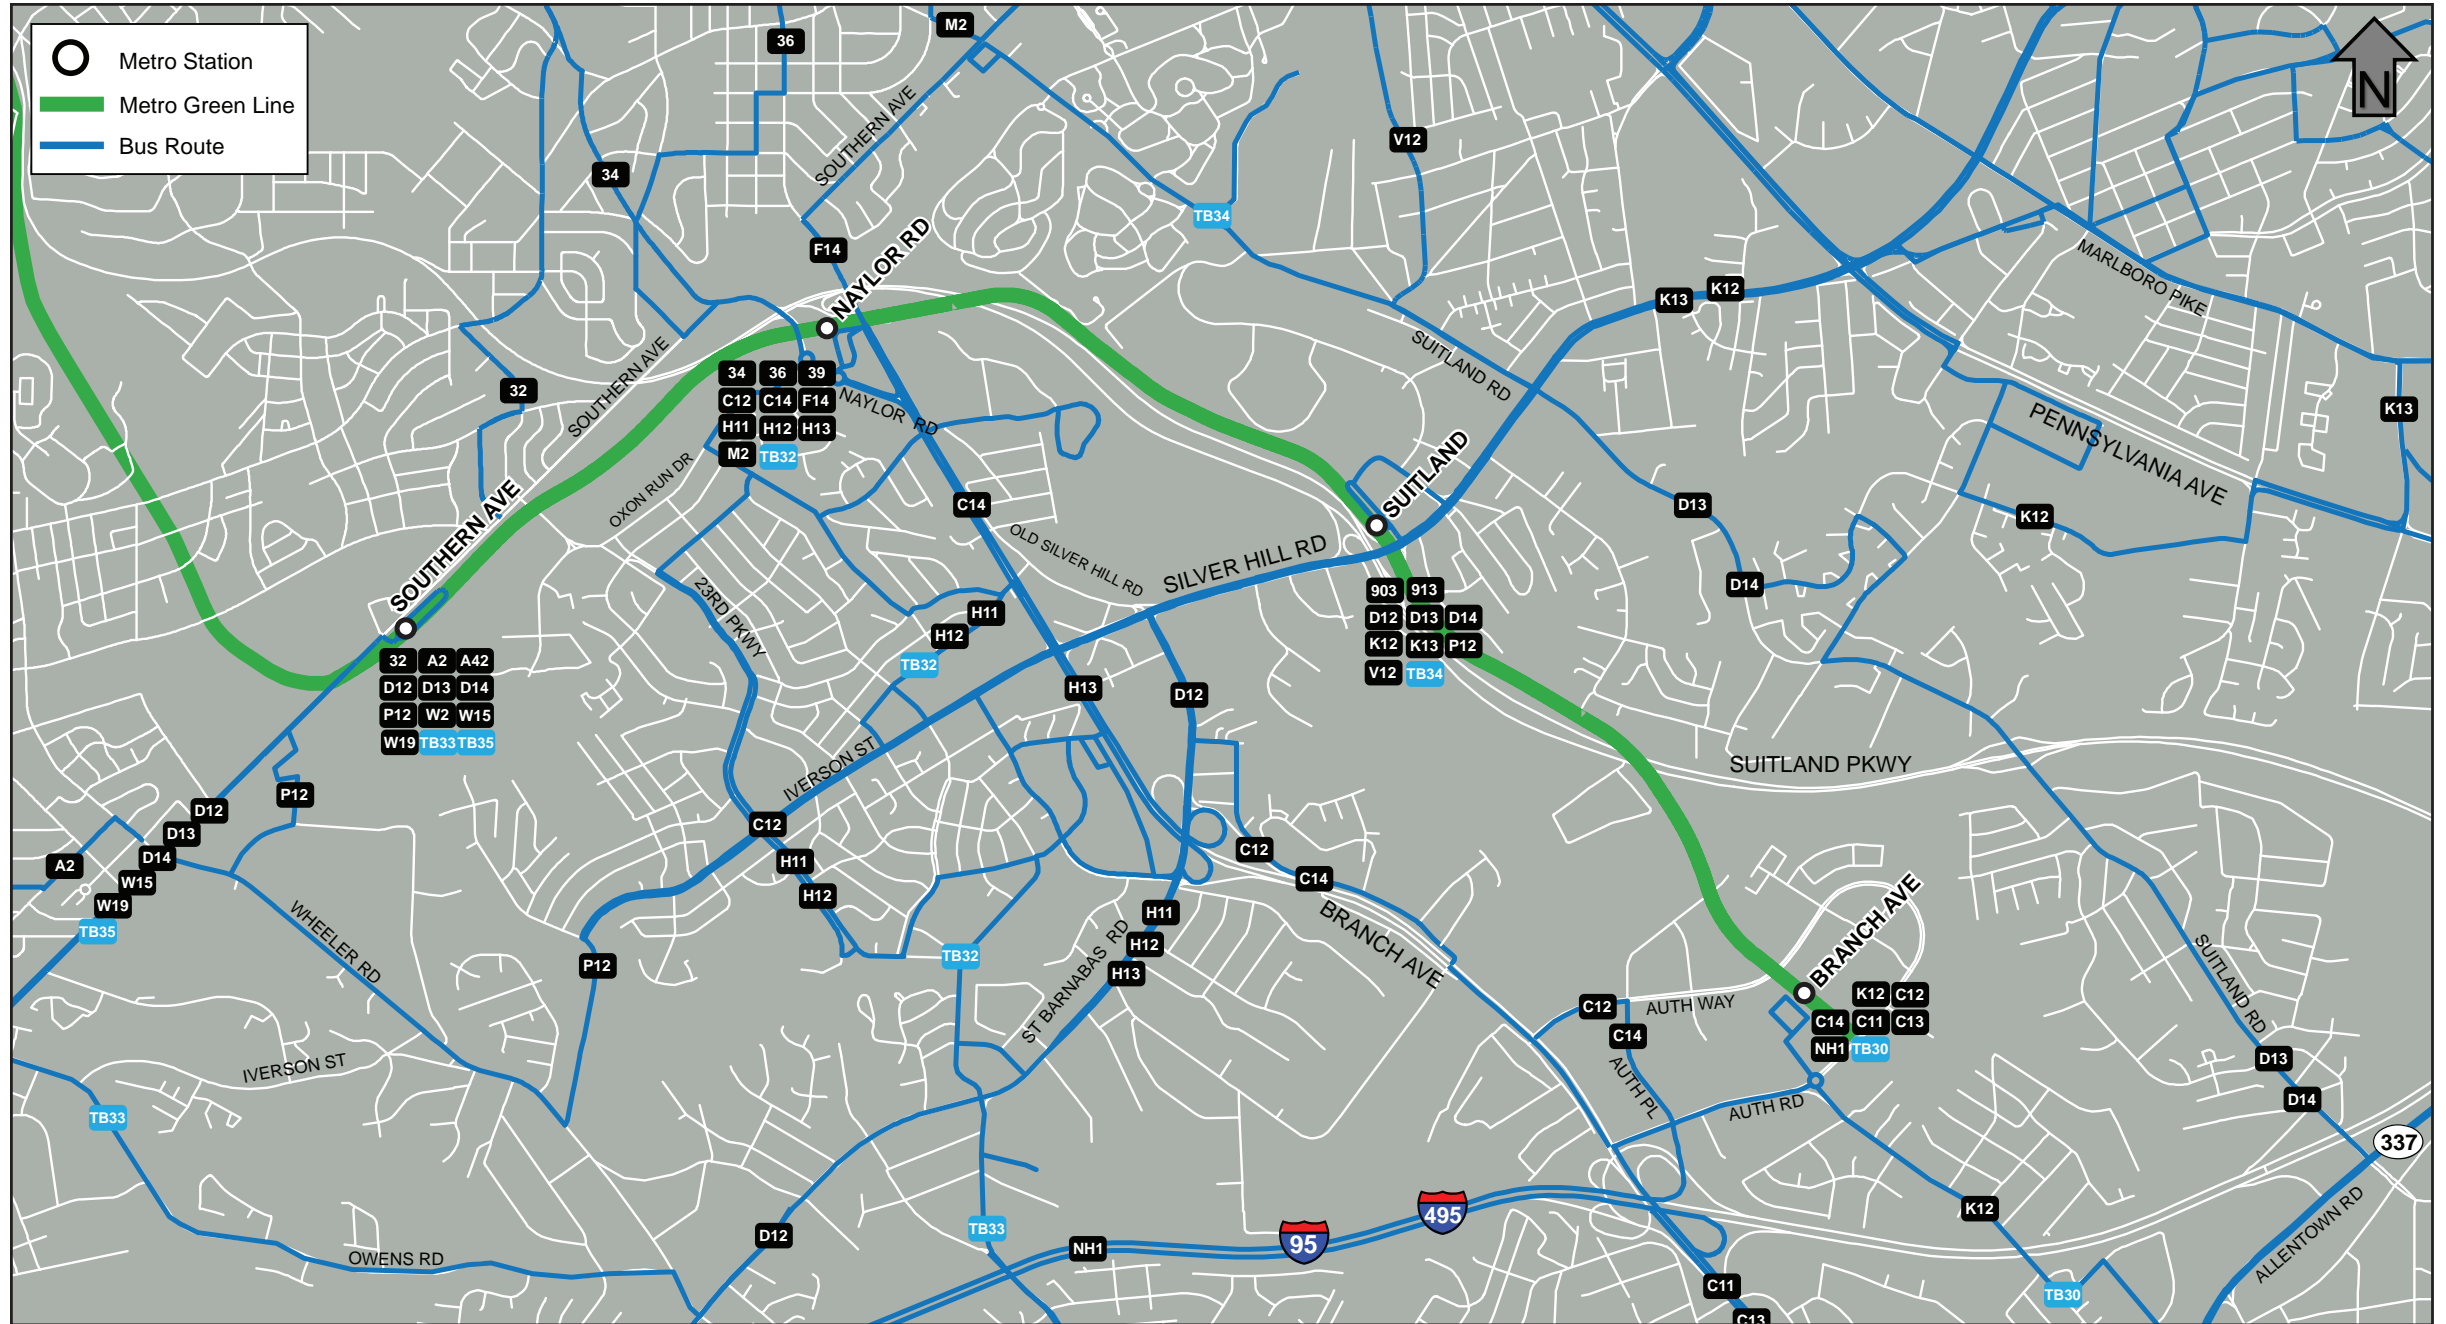 Metro Station
Metro Green Line
Bus Route
N
M2
36
SOUTHERN AVE
34
V12
TB34
F14
NAYLOR RD
MARLBORO PIKE
K13
K12
SUITLAND RD
SOUTHERN AVE
32
34 36 39
C12 C14 F14
H11 H12 H13
M2 TB32
NAYLOR RD
K13
PENNSYLVANIA AVE
OXON RUN DR
SUITLAND
C14
D13
K12
SOUTHERN AVE
OLD SILVER HILL RD
SILVER HILL RD
23RD PKWY
D14
903 913
D12 D13 D14
K12 K13 P12
V12 TB34
H11
H12
TB32
32 A2 A42
D12 D13 D14
P12 W2 W15
W19 TB33 TB35
H13
D12
IVERSON ST
SUITLAND PKWY
P12
D12
D13
D14
W15
W19
TB35
A2
C12
H11
H12
C12
C14
BRANCH AVE
BRANCH AVE
WHEELER RD
P12
TB32
ST BARNABAS RD
H11
H12
H13
SUITLAND RD
K12 C12
C14 C11 C13
NH1 TB30
C12
AUTH WAY
C14
AUTH PL
AUTH RD
IVERSON ST
TB33
D13
D14
337
ALLENTOWN RD
K12
TB30
495
95
NH1
TB33
D12
OWENS RD
C11
C13